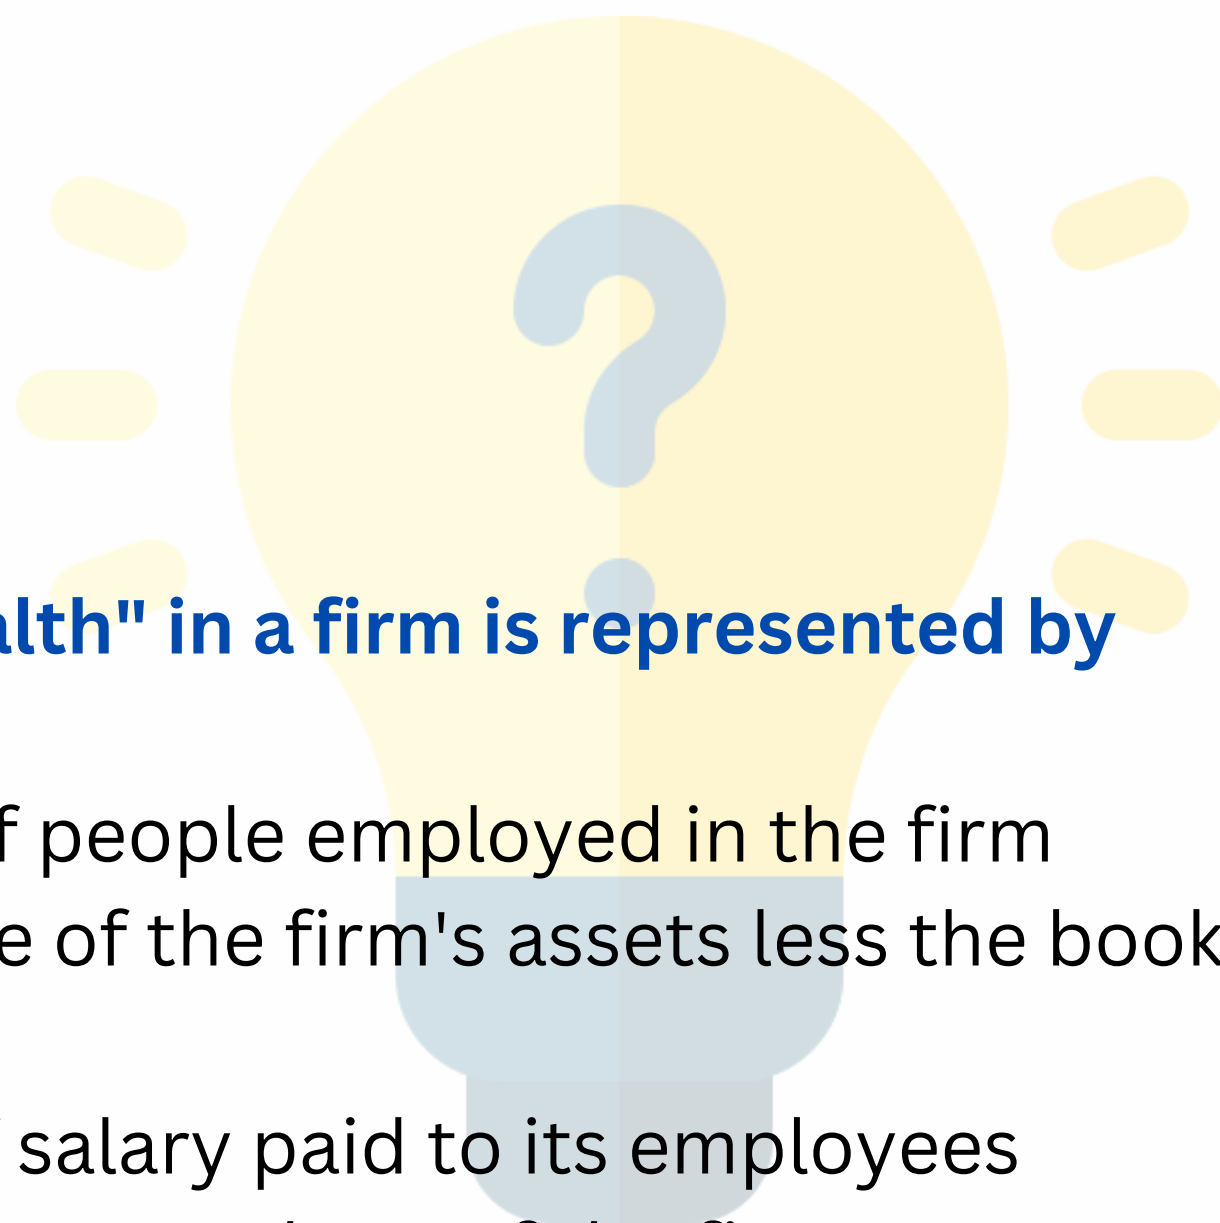 alth" in a firm is represented by
f people employed in the firm
e of the firm's assets less the book
salary paid to its employees